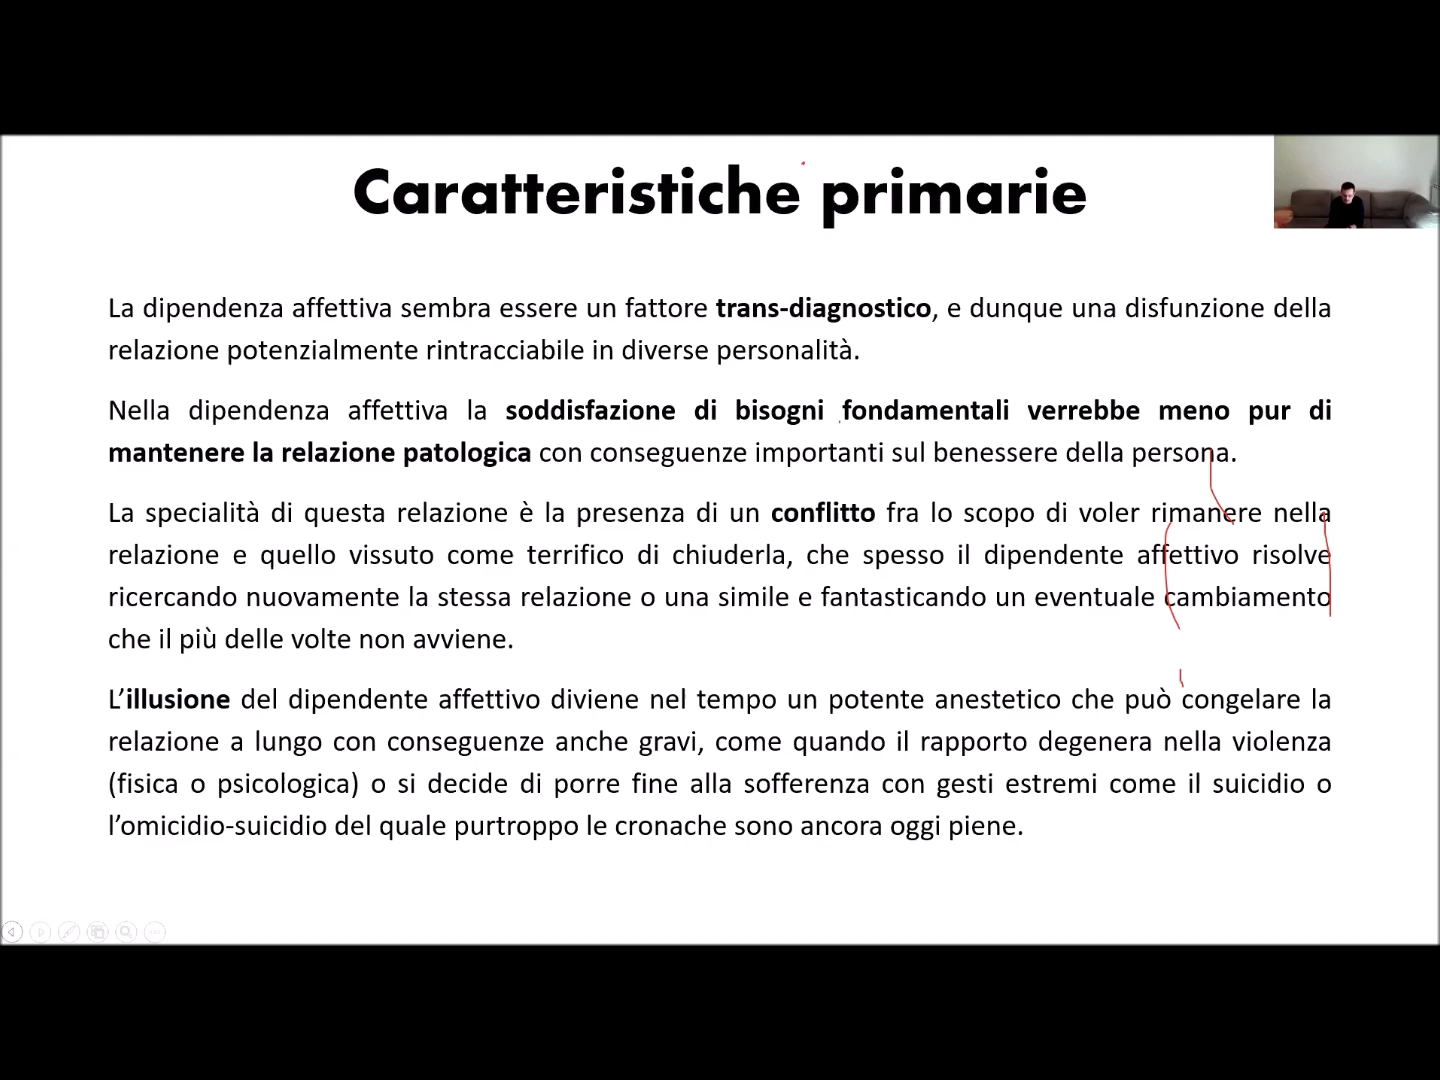 Caratteristiche primarie
La dipendenza affettiva sembra essere un fattore trans-diagnostico, e dunque una disfunzione della
relazione potenzialmente rintracciabile in diverse personalità.
Nella dipendenza affettiva la soddisfazione di bisogni fondamentali verrebbe meno pur di
mantenere la relazione patologica con conseguenze importanti sul benessere della persona.
La specialità di questa relazione è la presenza di un conflitto fra lo scopo di voler rimanere nella
relazione e quello vissuto come terrifico di chiuderla, che spesso il dipendente affettivo risolve
ricercando nuovamente la stessa relazione o una simile e fantasticando un eventuale cambiamento
che il più delle volte non avviene.
L’illusione del dipendente affettivo diviene nel tempo un potente anestetico che può congelare la
relazione a lungo con conseguenze anche gravi, come quando il rapporto degenera nella violenza
(fisica o psicologica) o si decide di porre fine alla sofferenza con gesti estremi come il suicidio o
l’omicidio-suicidio del quale purtroppo le cronache sono ancora oggi piene.